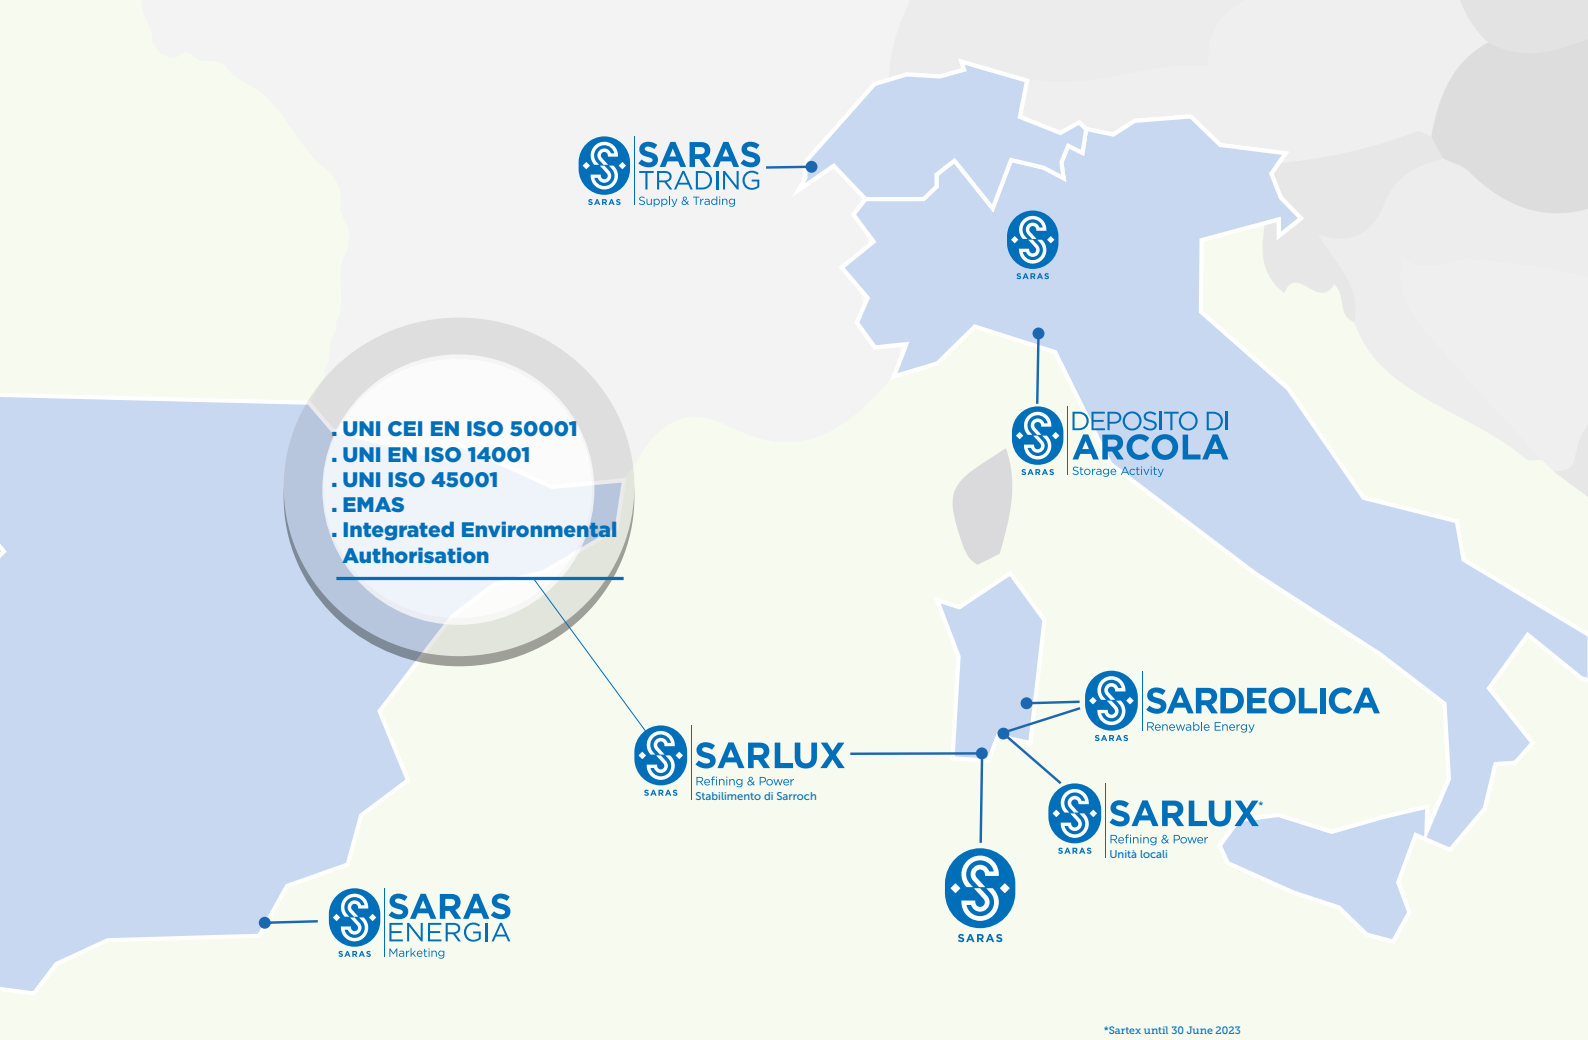 SARAS
TRADING
Supply & Trading
SARAS
SARAS
. UNI CEI EN ISO 50001
. UNI EN ISO 14001
. UNI ISO 45001
. EMAS
. Integrated Environmental
Authorisation
DEPOSITO DI
ARCOLA
Storage Activity
SARAS
SARDEOLICA
Renewable Energy
SARAS
SARLUX
Refining & Power
Stabilimento di Sarroch
SARAS
SARLUX*
Refining & Power
Unità locali
SARAS
SARAS
SARAS
ENERGIA
Marketing
SARAS
*Sartex until 30 June 2023